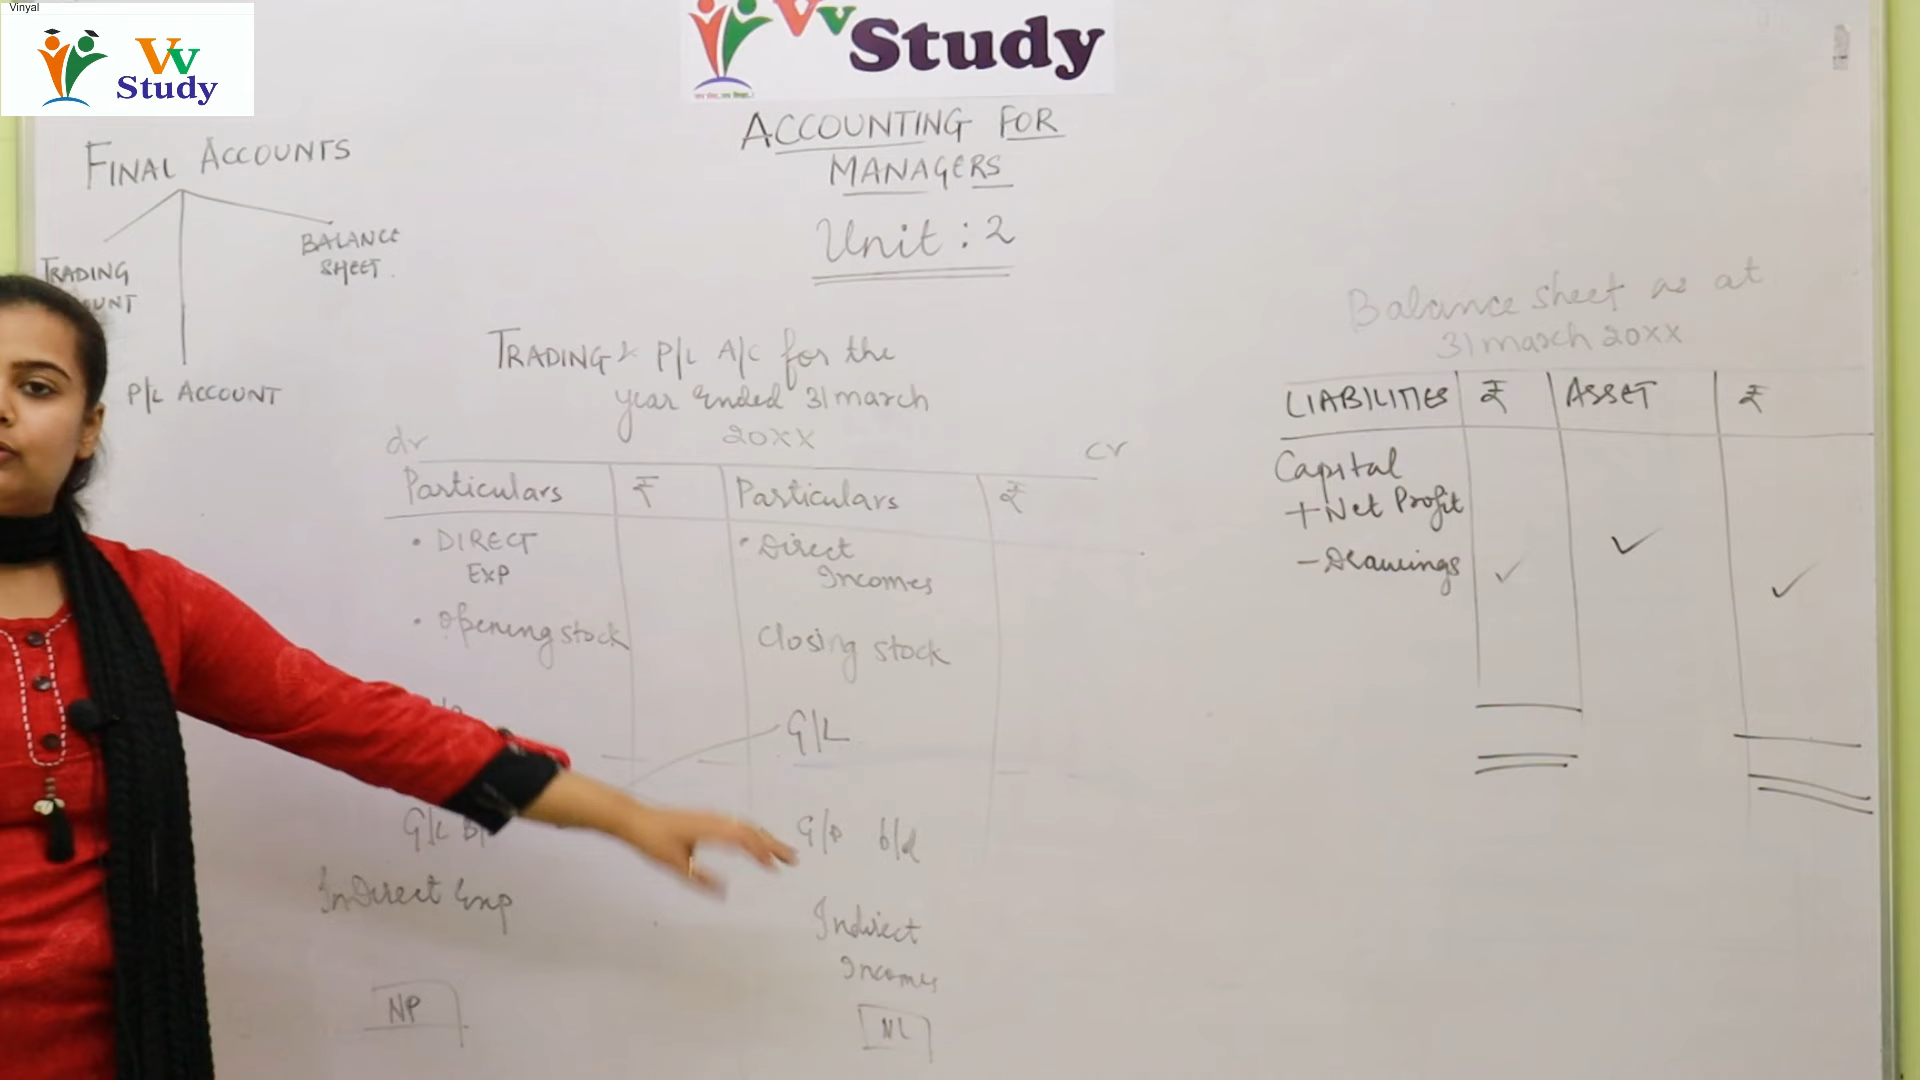 Vinyal
Vv
Study
Vv Study
ACCOUNTING FOR
MANAGERS
Unit : 2
FINAL ACCOUNTS
TRADING
BALANCE
SHEET
P/L ACCOUNT
TRADING & P/L A/C for the
year ended 31 march
20XX
dr
cr
Particulars ₹ Particulars ₹
• DIRECT
EXP
• Direct
Incomes
• Opening stock
Closing stock
G/L
G/L B/
G/P b/d
InDirect Exp
Indirect
Incomes
NP
NL
Balance sheet as at
31 march 20XX
LIABILITIES ₹ ASSET ₹
Capital
+ Net Profit
- Drawings